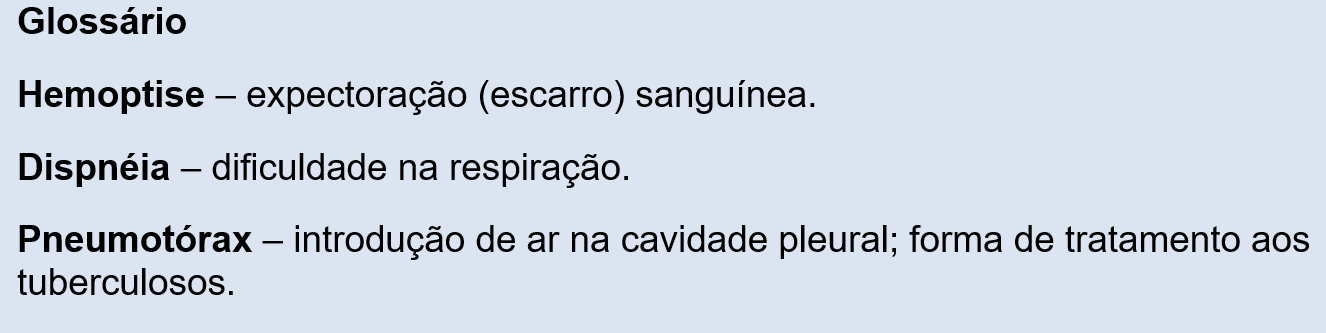 Glossário
Hemoptise – expectoração (escarro) sanguínea.
Dispnéia – dificuldade na respiração.
Pneumotórax – introdução de ar na cavidade pleural; forma de tratamento aos
tuberculosos.